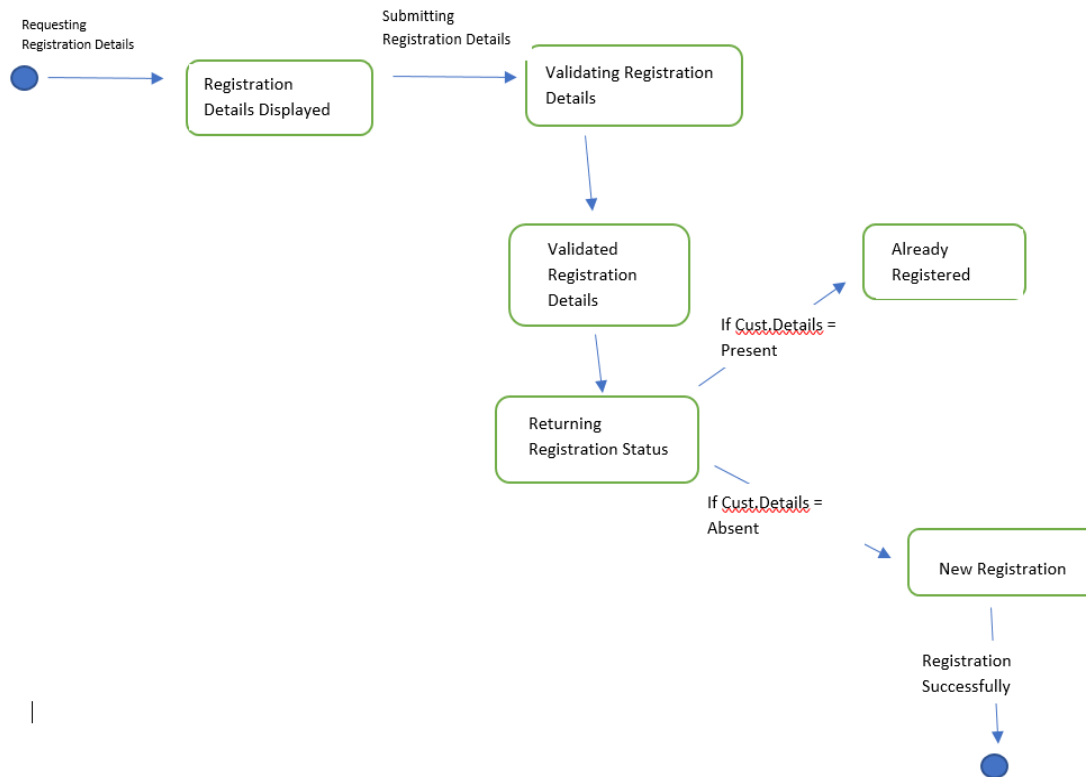 Requesting
Registration Details
Submitting
Registration Details
Registration
Details Displayed
Validating Registration
Details
Validated
Registration
Details
Already
Registered
If Cust.Details =
Present
Returning
Registration Status
If Cust.Details =
Absent
New Registration
Registration
Successfully